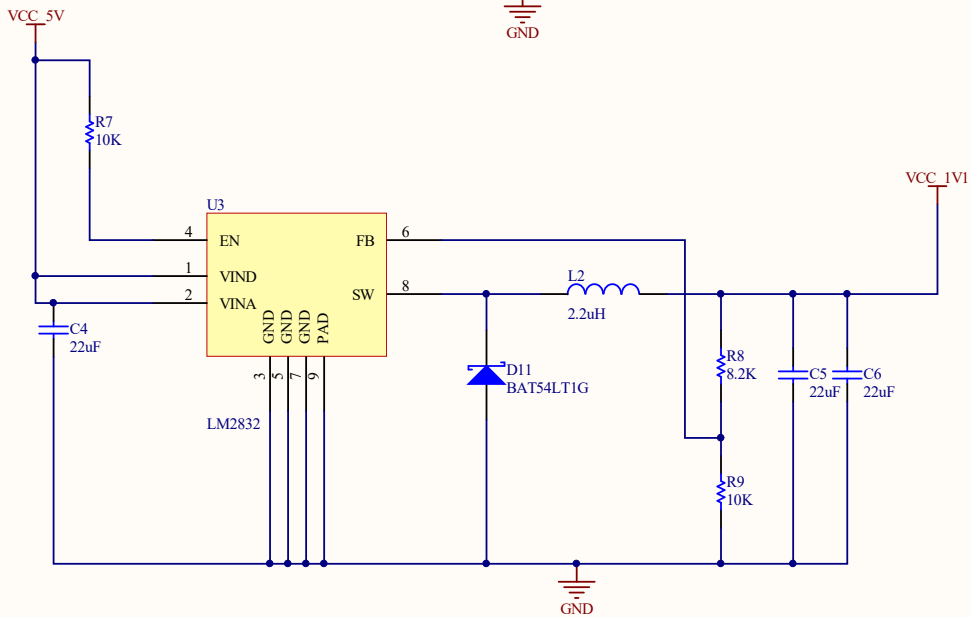 GND
VCC_5V
R7
10K
VCC_1V1
U3
4
EN
FB
6
1
VIND
2
VINA
SW
8
L2
2.2uH
GND
GND
GND
PAD
3
5
7
9
C4
22uF
LM2832
D11
BAT54LT1G
R8
8.2K
C5
22uF
C6
22uF
R9
10K
GND